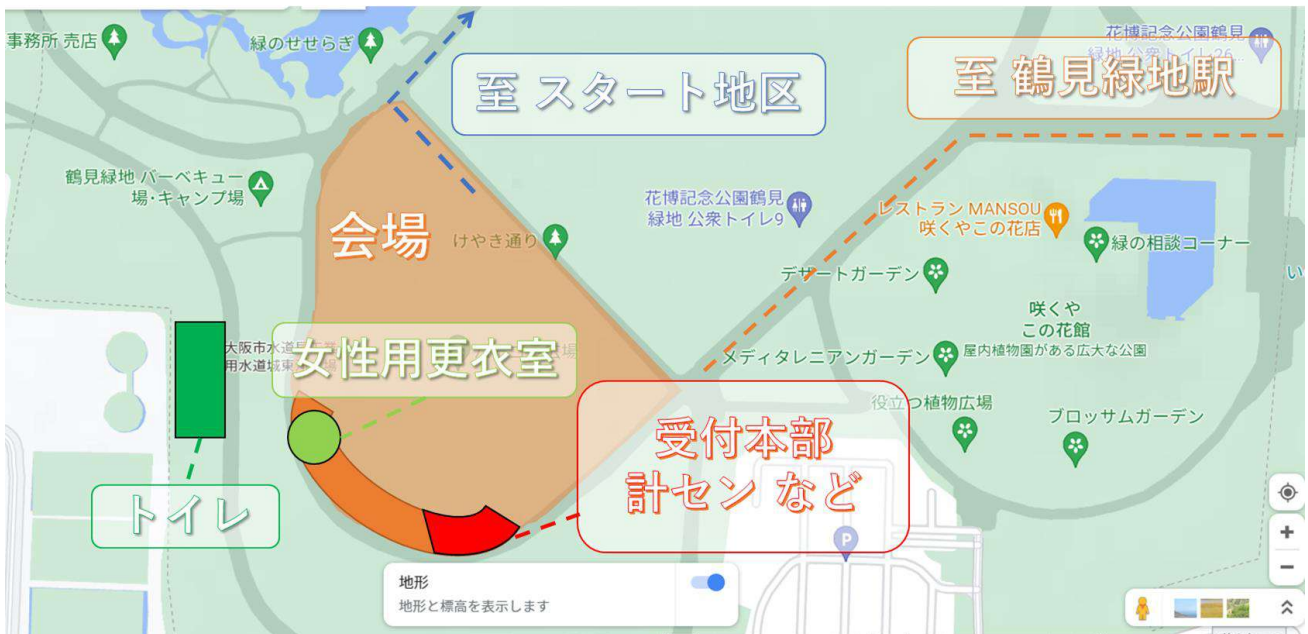 事務所 売店
緑のせせらぎ
至 スタート地区
花博記念公園鶴見
緑地 公衆トイレ26...
至 鶴見緑地駅
鶴見緑地 バーベキュー
場・キャンプ場
会場
けやき通り
花博記念公園鶴見
緑地 公衆トイレ9
レストラン MANSOU
咲くやこの花店
緑の相談コーナー
デザートガーデン
い
咲くや
この花館
屋内植物園がある広大な公園
メディタレニアンガーデン
大阪市水道局
用水道城東
女性用更衣室
役立つ植物広場
ブロッサムガーデン
受付本部
計セン など
トイレ
P
地形
地形と標高を表示します